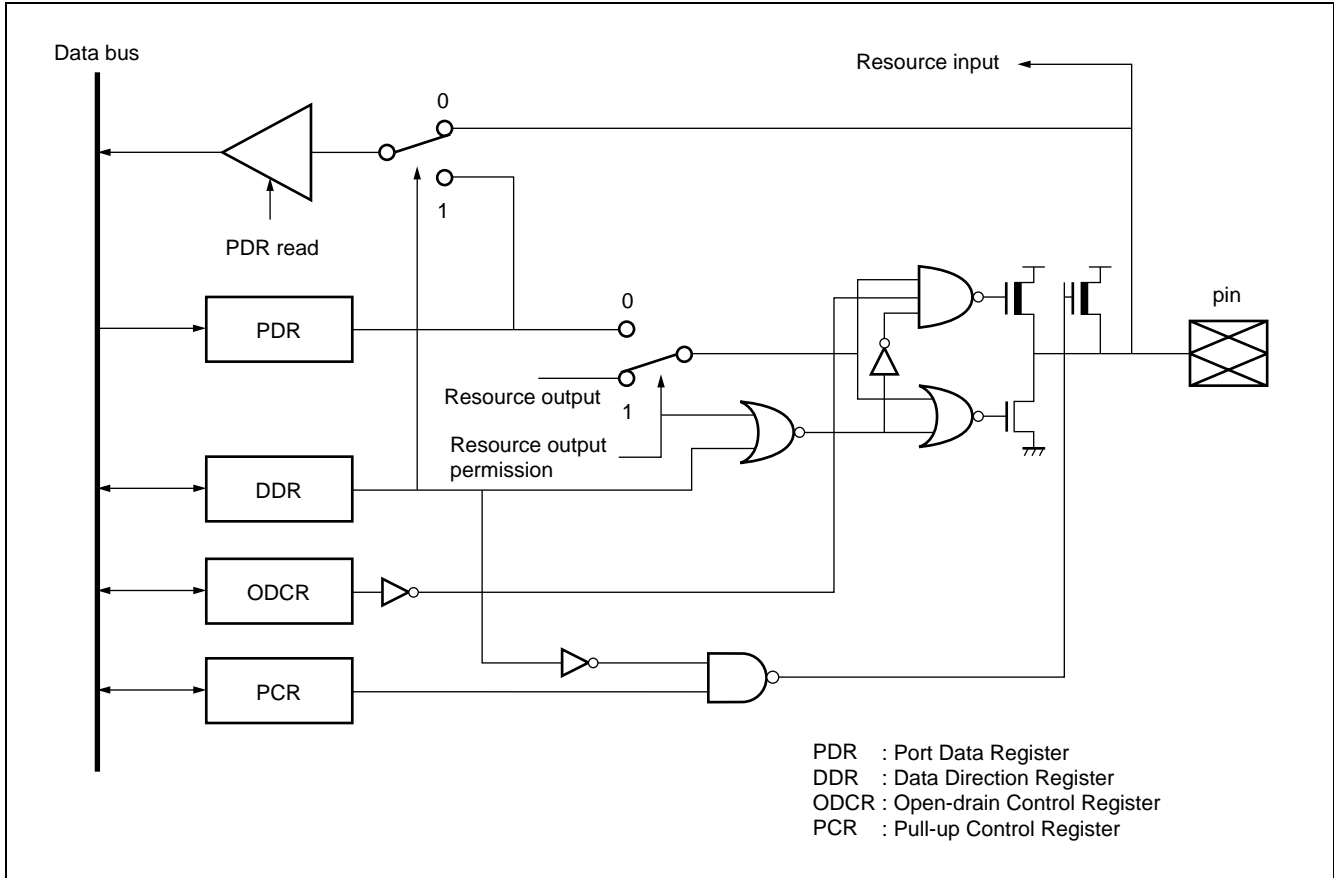 Data bus
Resource input
0
1
PDR read
pin
0
PDR
Resource output
1
Resource output
permission
DDR
ODCR
PCR
PDR : Port Data Register
DDR : Data Direction Register
ODCR : Open-drain Control Register
PCR : Pull-up Control Register